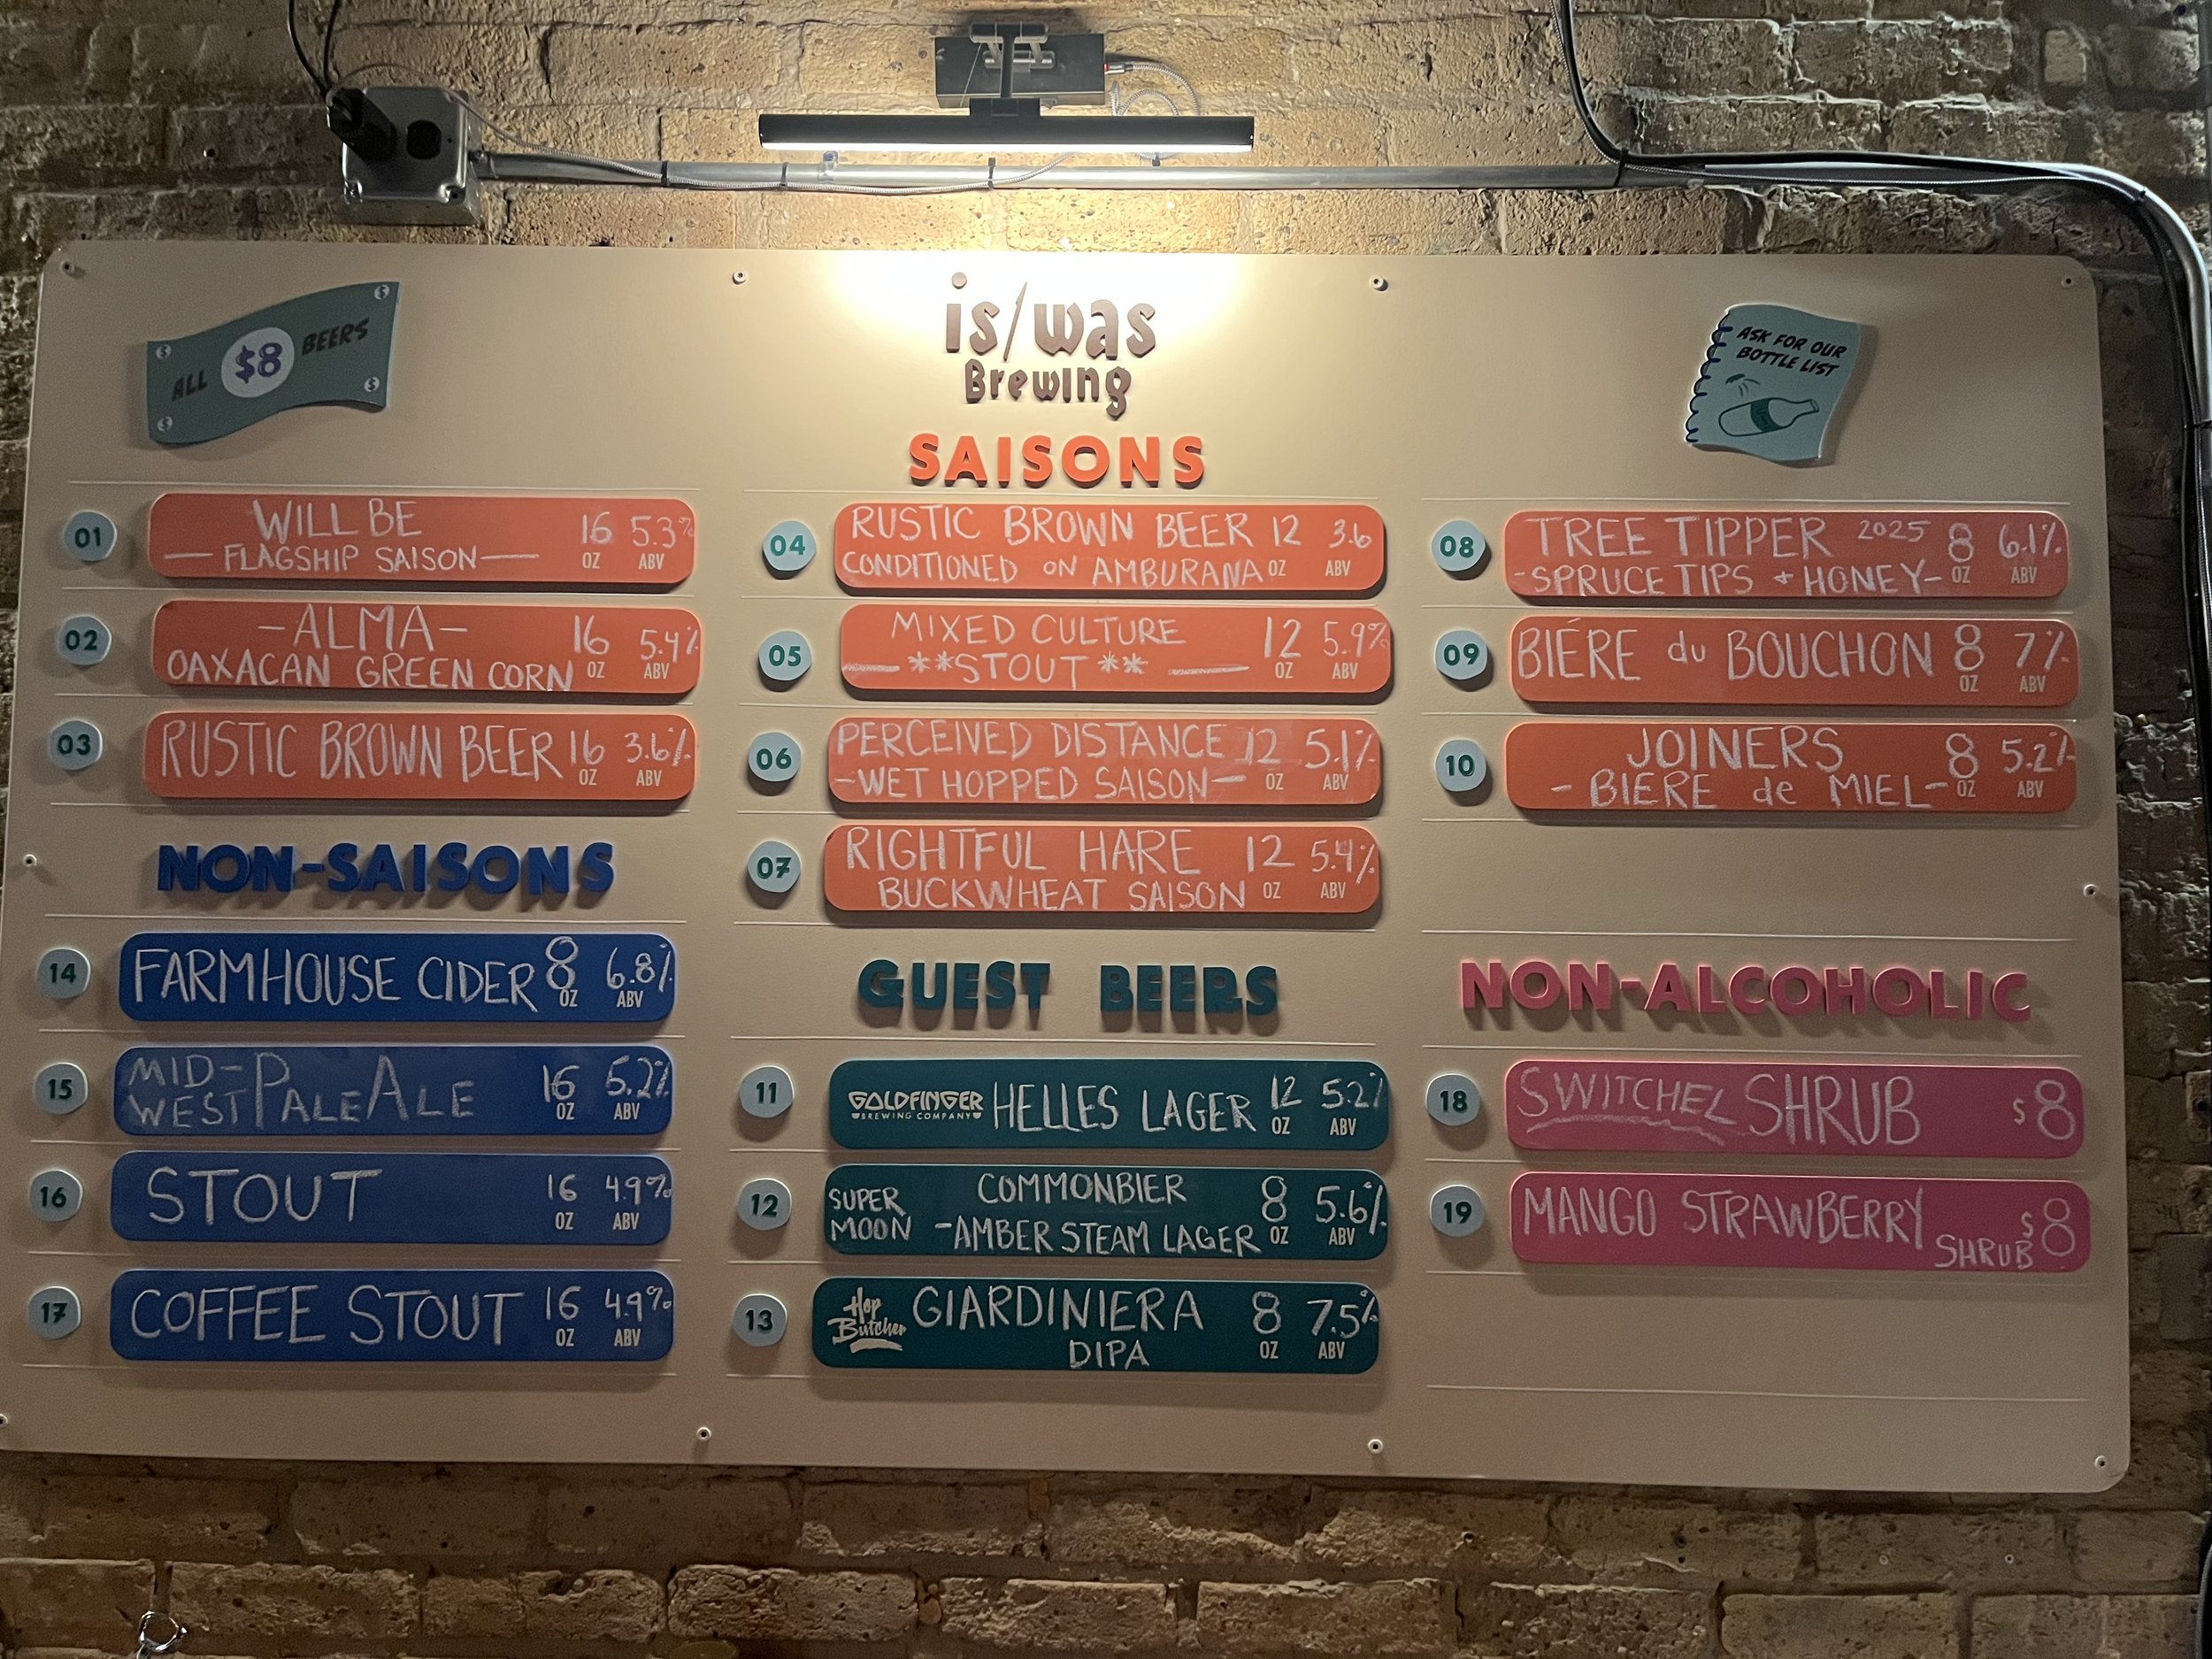 ALL $8 BEERS
is/was
Brewing
ASK FOR OUR
BOTTLE LIST
SAISONS
01 WILL BE 16 5.3%
— FLAGSHIP SAISON — OZ ABV
02 -ALMA- 16 5.4%
OAXACAN GREEN CORN OZ ABV
03 RUSTIC BROWN BEER 16 3.6%
OZ ABV
04 RUSTIC BROWN BEER 12 3.6
CONDITIONED ON AMBURANA OZ ABV
05 MIXED CULTURE 12 5.9%
— **STOUT ** — OZ ABV
06 PERCEIVED DISTANCE 12 5.1%
-WET HOPPED SAISON- OZ ABV
07 RIGHTFUL HARE 12 5.4%
BUCKWHEAT SAISON OZ ABV
08 TREE TIPPER 2025 8 6.1%
-SPRUCE TIPS + HONEY- OZ ABV
09 BIÉRE du BOUCHON 8 7%
OZ ABV
10 JOINERS 8 5.2%
- BIERE de MIEL- OZ ABV
NON-SAISONS
14 FARMHOUSE CIDER 8 6.8%
OZ ABV
15 MID-WEST PALE ALE 16 5.2%
OZ ABV
16 STOUT 16 4.9%
OZ ABV
17 COFFEE STOUT 16 4.9%
OZ ABV
GUEST BEERS
11 GOLDFINGER BREWING COMPANY HELLES LAGER 12 5.2%
OZ ABV
12 SUPER MOON COMMONBIER 8 5.6%
-AMBER STEAM LAGER OZ ABV
13 Hop Butcher GIARDINIERA 8 7.5%
DIPA OZ ABV
NON-ALCOHOLIC
18 SWITCHEL SHRUB $8
19 MANGO STRAWBERRY SHRUB $8